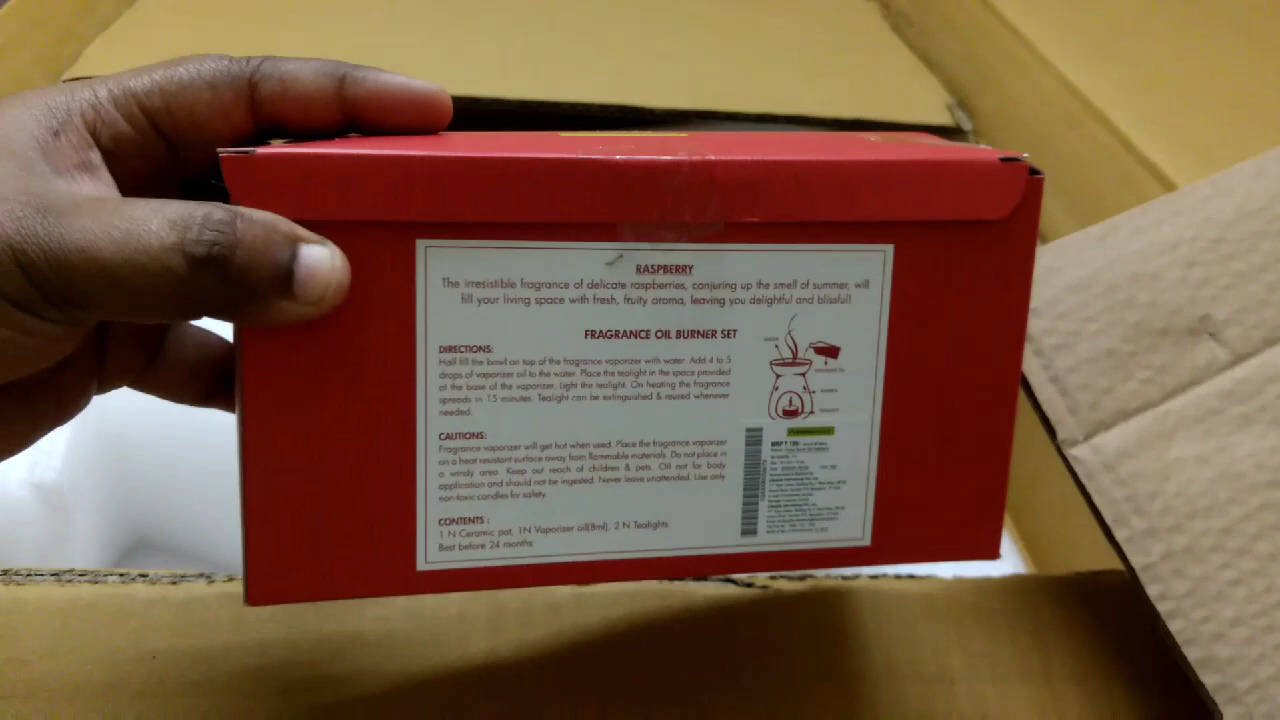 RASPBERRY
The irresistible fragrance of delicate raspberries, conjuring up the smell of summer, will
fill your living space with fresh, fruity aroma, leaving you delightful and blissful!
FRAGRANCE OIL BURNER SET
DIRECTIONS:
Half fill the bowl on top of the fragrance vaporizer with water. Add 4 to 5
drops of vaporizer oil to the water. Place the tealight in the space provided
at the base of the vaporizer. Light the tealight. On heating the fragrance
spreads in 15 minutes. Tealight can be extinguished & reused whenever
needed.
CAUTIONS:
Fragrance vaporizer will get hot when used. Place the fragrance vaporizer
on a heat resistant surface away from flammable materials. Do not place in
a windy area. Keep out reach of children & pets. Oil not for body
application and should not be ingested. Never leave unattended. Use only
non-toxic candles for safety.
CONTENTS :
1 N Ceramic pot, 1N Vaporizer oil(8ml), 2 N Tealights
Best before 24 months
WATER
BURNER
TEALIGHT
MRP ₹ 199/-